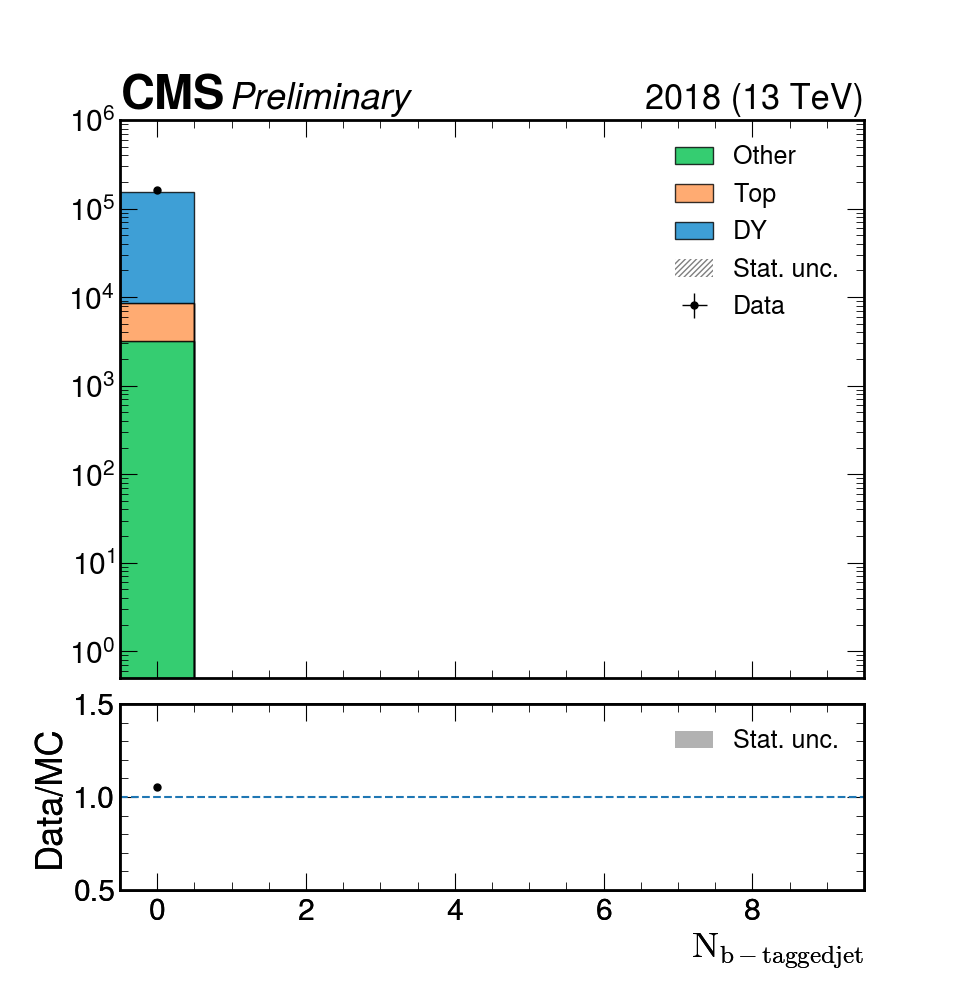 CMS Preliminary 2018 (13 TeV)
10^6
10^5
10^4
10^3
10^2
10^1
10^0
Other
Top
DY
Stat. unc.
Data
1.5
1.0
0.5
Data/MC
Stat. unc.
0 2 4 6 8
N_{b-taggedjet}